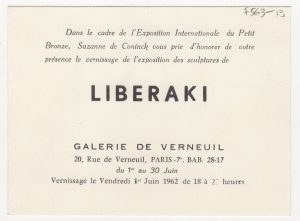 7563-13
Dans le cadre de l'Exposition Internationale du Petit
Bronze, Suzanne de Coninck vous prie d'honorer de votre
présence le vernissage de l'exposition des sculptures de
LIBERAKI
GALERIE DE VERNEUIL
20, Rue de Verneuil, PARIS-7e. BAB. 28-17
du 1er au 30 Juin
Vernissage le Vendredi 1er Juin 1962 de 18 à heures